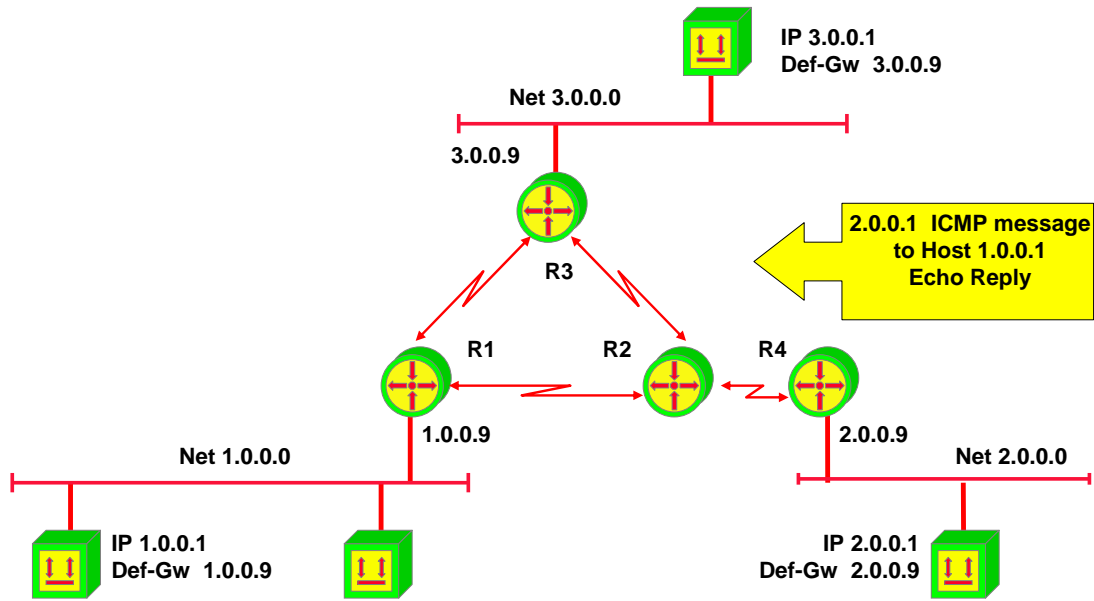 IP 3.0.0.1
Def-Gw 3.0.0.9
Net 3.0.0.0
3.0.0.9
2.0.0.1 ICMP message
to Host 1.0.0.1
Echo Reply
R3
R1
R2
R4
1.0.0.9
2.0.0.9
Net 1.0.0.0
Net 2.0.0.0
IP 1.0.0.1
Def-Gw 1.0.0.9
IP 2.0.0.1
Def-Gw 2.0.0.9